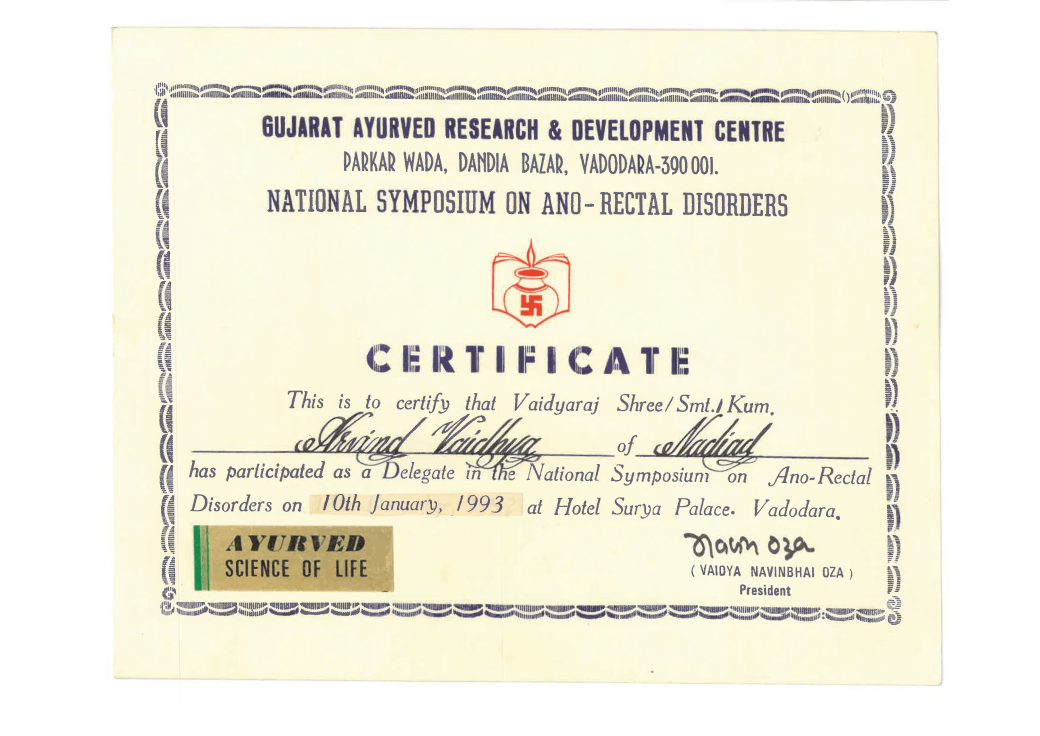 GUJARAT AYURVED RESEARCH & DEVELOPMENT CENTRE
PARKAR WADA, DANDIA BAZAR, VADODARA-390 001.
NATIONAL SYMPOSIUM ON ANO-RECTAL DISORDERS
CERTIFICATE
This is to certify that Vaidyaraj Shree/Smt./Kum.
Arvind Vaidhya of Nadiad
has participated as a Delegate in the National Symposium on Ano-Rectal
Disorders on 10th January, 1993 at Hotel Surya Palace. Vadodara.
AYURVED
SCIENCE OF LIFE
Navin Oza
(VAIDYA NAVINBHAI OZA)
President